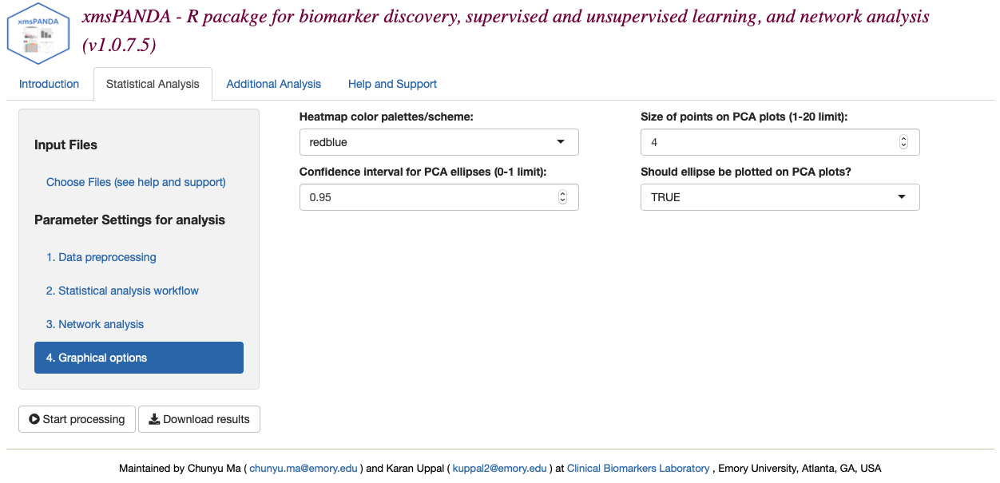 xmsPANDA
xmsPANDA - R pacakge for biomarker discovery, supervised and unsupervised learning, and network analysis
(v1.0.7.5)
Introduction
Statistical Analysis
Additional Analysis
Help and Support
Input Files
Choose Files (see help and support)
Parameter Settings for analysis
1. Data preprocessing
2. Statistical analysis workflow
3. Network analysis
4. Graphical options
Start processing
Download results
Heatmap color palettes/scheme:
redblue
Size of points on PCA plots (1-20 limit):
4
Confidence interval for PCA ellipses (0-1 limit):
0.95
Should ellipse be plotted on PCA plots?
TRUE
Maintained by Chunyu Ma ( chunyu.ma@emory.edu ) and Karan Uppal ( kuppal2@emory.edu ) at Clinical Biomarkers Laboratory , Emory University, Atlanta, GA, USA